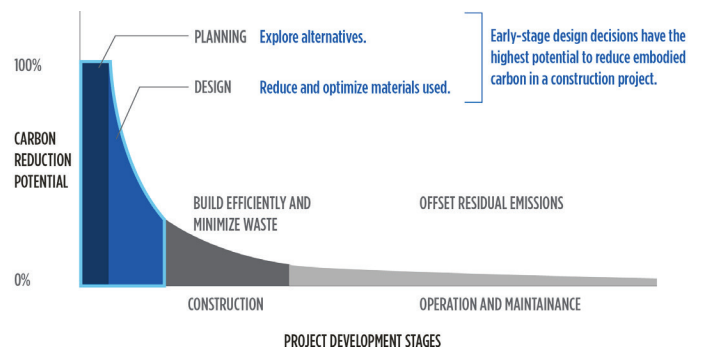 PLANNING Explore alternatives.
Early-stage design decisions have the
highest potential to reduce embodied
carbon in a construction project.
100%
DESIGN Reduce and optimize materials used.
CARBON
REDUCTION
POTENTIAL
BUILD EFFICIENTLY AND
MINIMIZE WASTE
OFFSET RESIDUAL EMISSIONS
0%
CONSTRUCTION
OPERATION AND MAINTAINANCE
PROJECT DEVELOPMENT STAGES